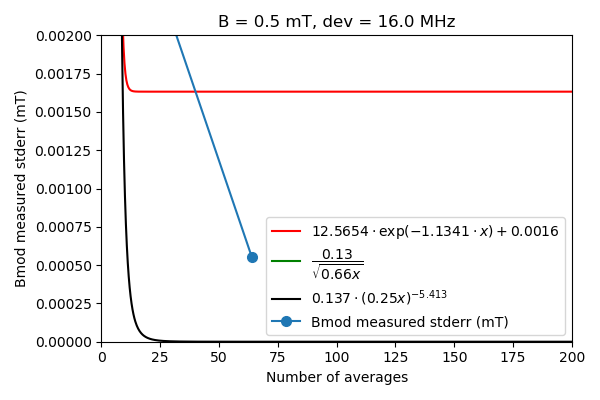 B = 0.5 mT, dev = 16.0 MHz
Bmod measured stderr (mT)
0.00200
0.00175
0.00150
0.00125
0.00100
0.00075
0.00050
0.00025
0.00000
12.5654 · exp(−1.1341 · x) + 0.0016
0.13
√0.66x
0.137 · (0.25x)^−5.413
Bmod measured stderr (mT)
0 25 50 75 100 125 150 175 200
Number of averages